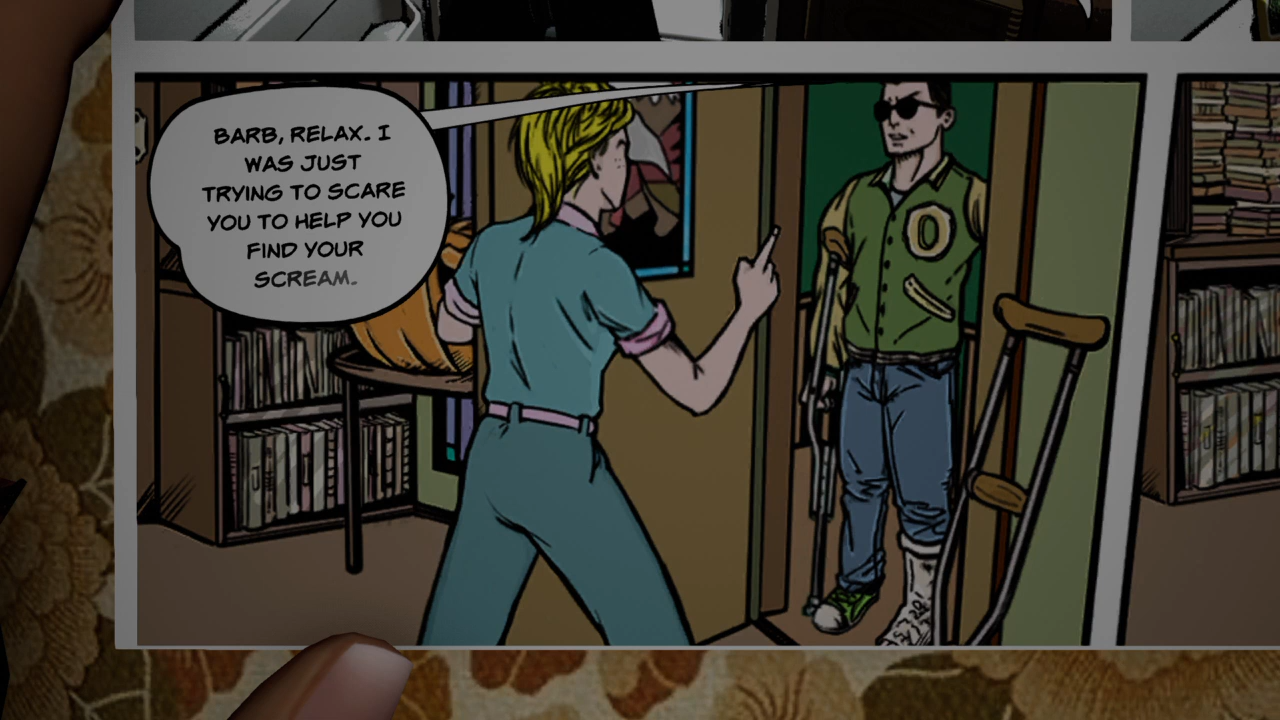 BARB, RELAX. I
WAS JUST
TRYING TO SCARE
YOU TO HELP YOU
FIND YOUR
SCREAM.
O